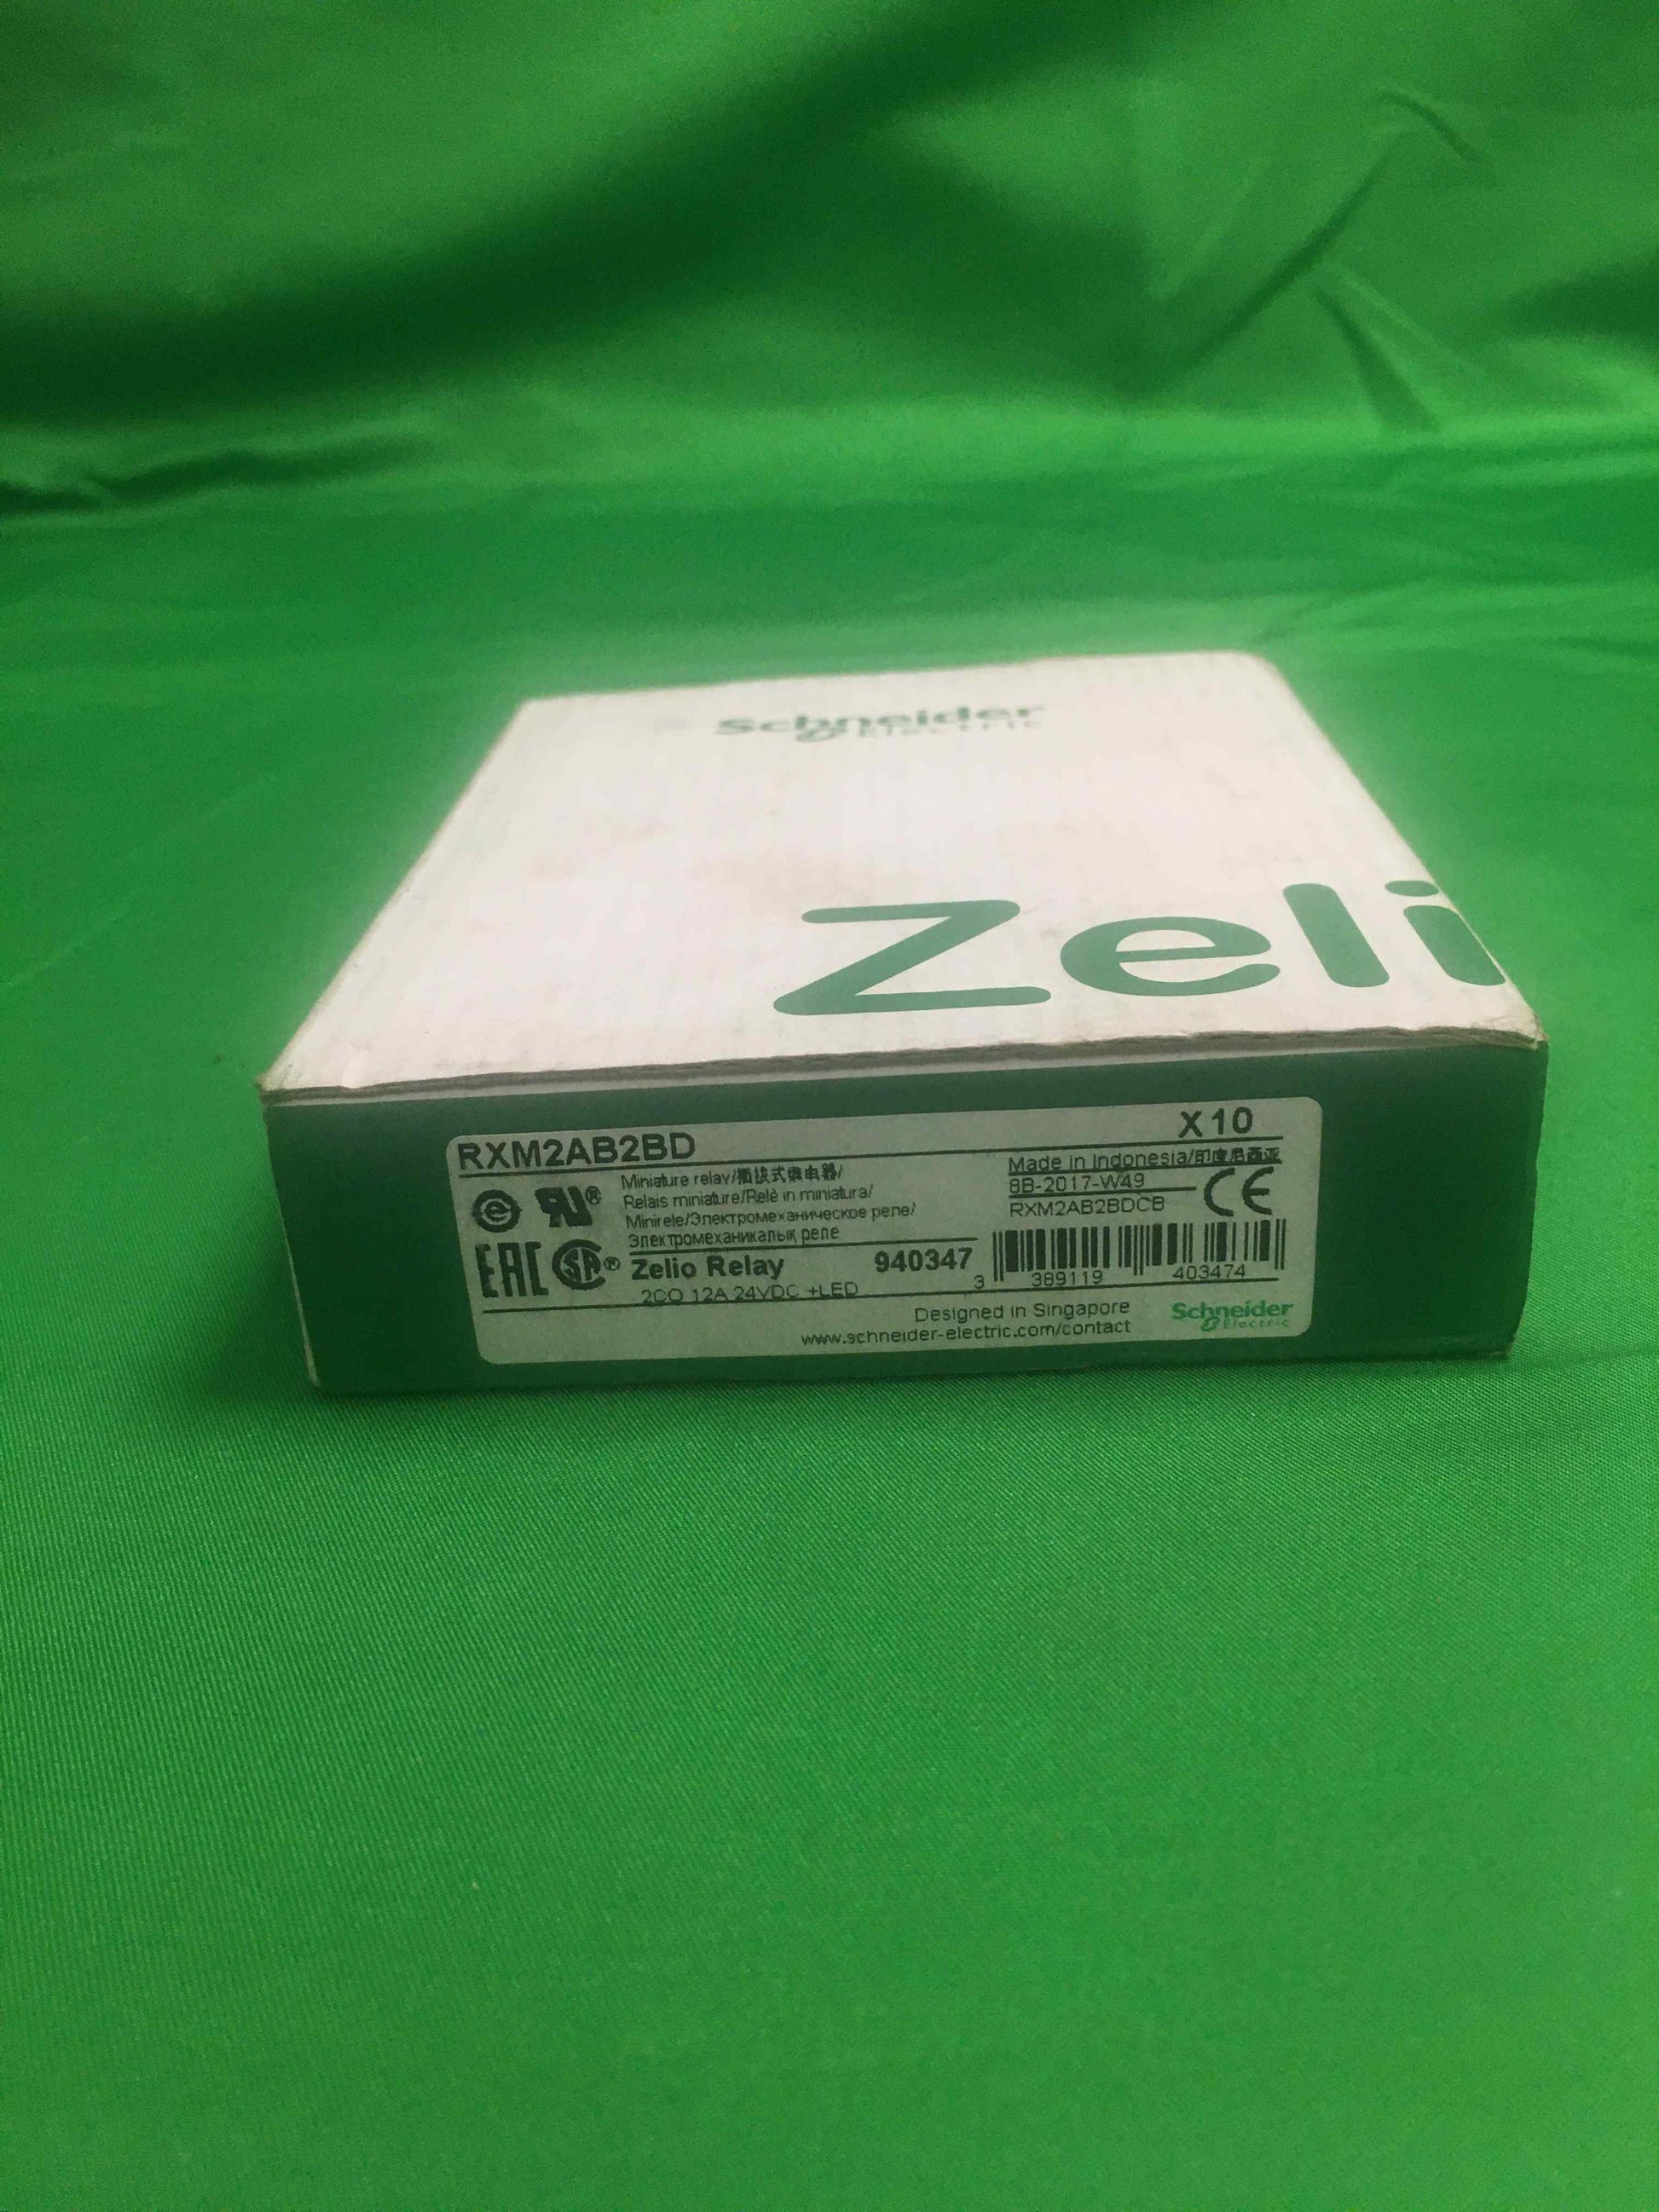 Schneider
Electric
Zeli
RXM2AB2BD
X10
Miniature relay/插拔式继电器/
Relais miniature/Relè in miniatura/
Minirele/Электромеханическое реле/
Электромеханикалық реле
Made in Indonesia/印度尼西亚
8B-2017-W49
RXM2AB2BDCB
CE
EAC
Zelio Relay
940347
2CO 12A 24VDC +LED
3 389119 403474
Designed in Singapore
www.schneider-electric.com/contact
Schneider
Electric